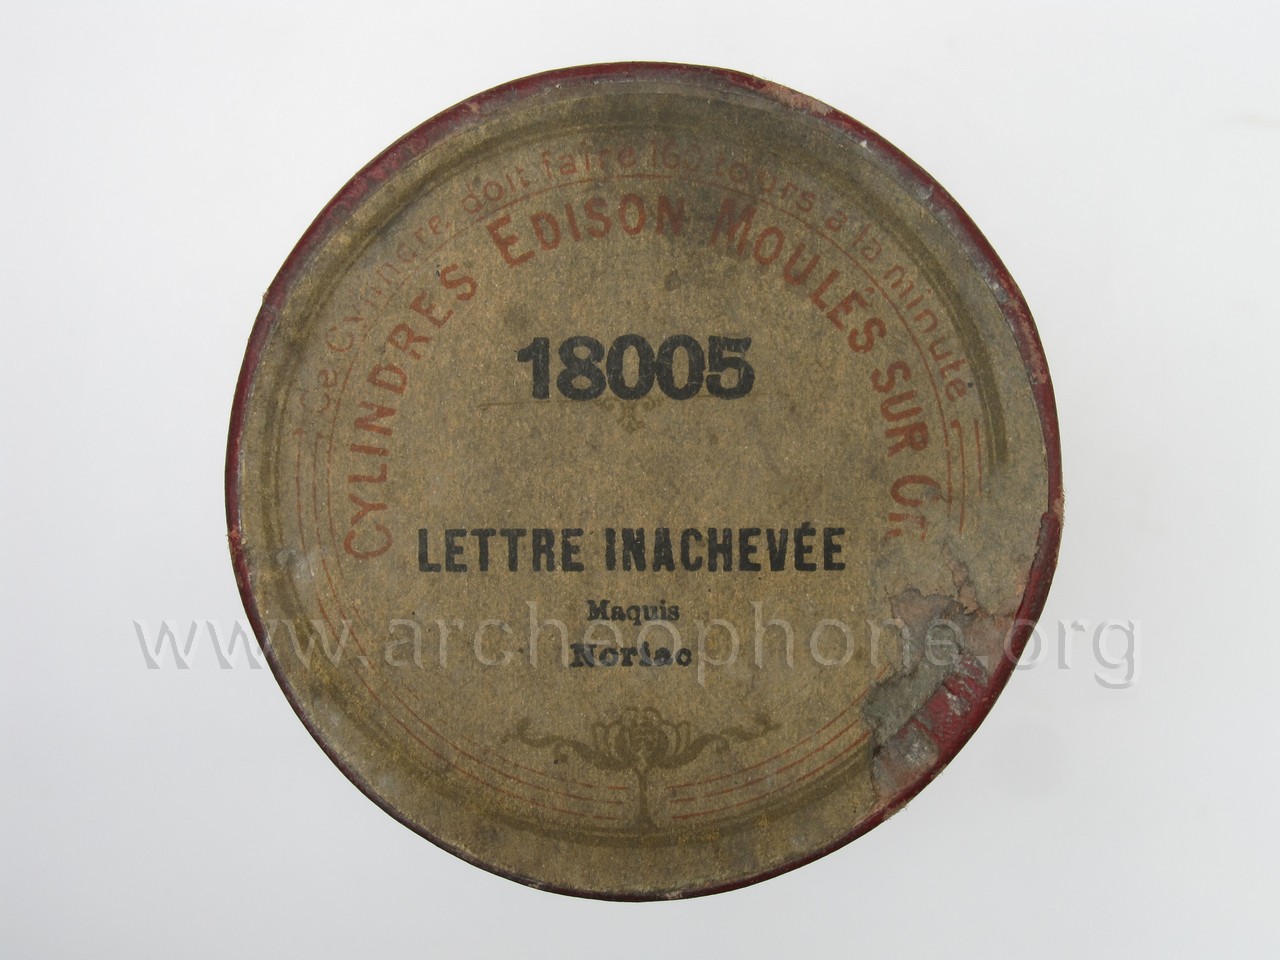 Ce Cylindre doit faire 160 tours à la minute
CYLINDRES EDISON MOULÉS SUR OR
18005
LETTRE INACHEVÉE
Maquis
Noriac
www.archeophone.org